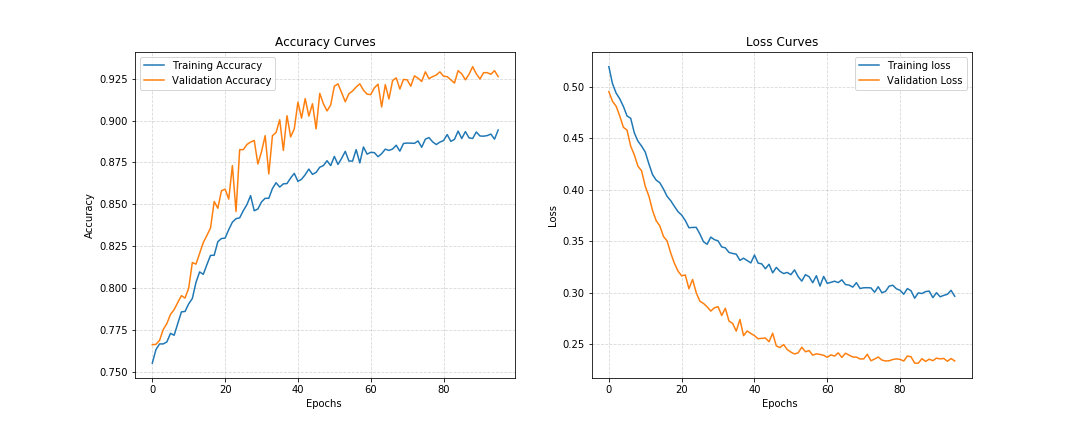 Accuracy Curves
Training Accuracy
Validation Accuracy
0.925
0.900
0.875
0.850
0.825
0.800
0.775
0.750
Accuracy
0 20 40 60 80
Epochs
Loss Curves
Training loss
Validation Loss
0.50
0.45
0.40
0.35
0.30
0.25
Loss
0 20 40 60 80
Epochs